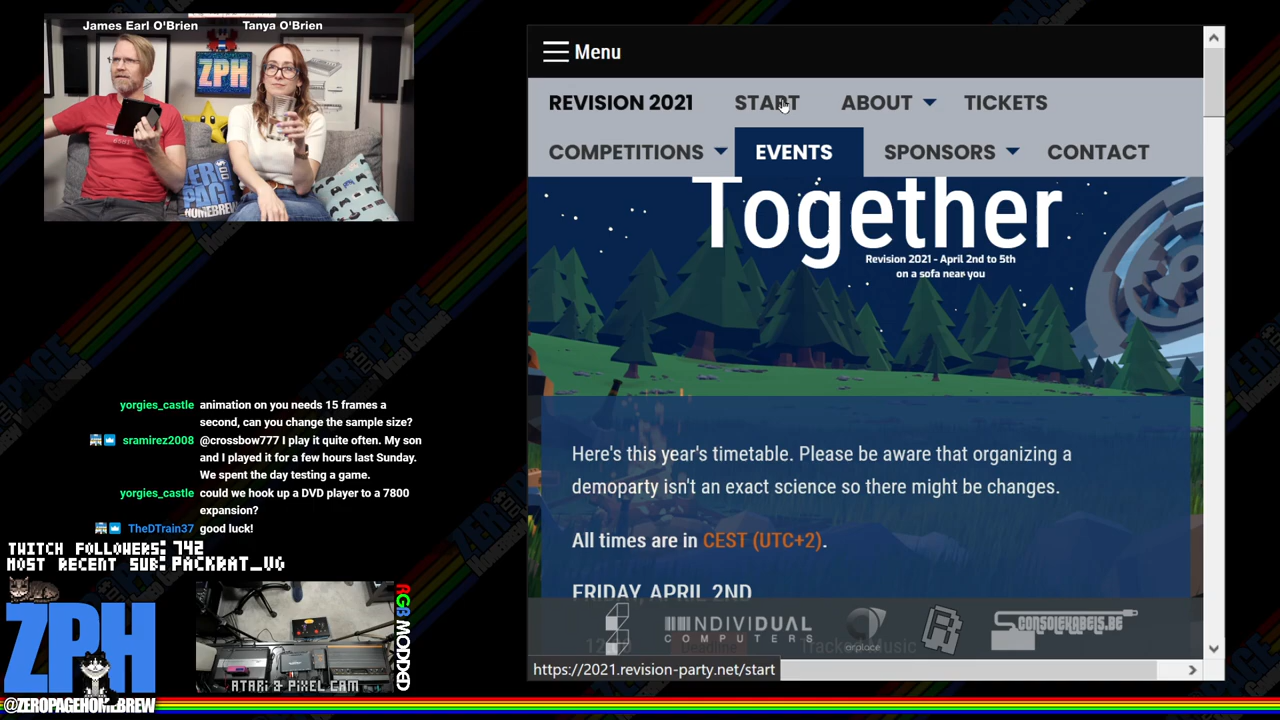 James Earl O'Brien
Tanya O'Brien
ZPH
ZERO
PAGE
HOMEBREW
Menu
REVISION 2021
START
ABOUT
TICKETS
COMPETITIONS
EVENTS
SPONSORS
CONTACT
Together
Revision 2021 - April 2nd to 5th
on a sofa near you
Here's this year's timetable. Please be aware that organizing a
demoparty isn't an exact science so there might be changes.
All times are in CEST (UTC+2).
FRIDAY, APRIL 2ND
INDIVIDUAL
COMPUTERS
arplace
CONSOLEKABELS.BE
https://2021.revision-party.net/start
yorgies_castle animation on you needs 15 frames a
second, can you change the sample size?
sramirez2008 @crossbow777 I play it quite often. My son
and I played it for a few hours last Sunday.
We spent the day testing a game.
yorgies_castle could we hook up a DVD player to a 7800
expansion?
TheDTrain37 good luck!
TWITCH FOLLOWERS: 742
MOST RECENT SUB: PACKRAT_VG
ZPH
@ZEROPAGEHOMEBREW
ATARI & PIXEL CAM
RGB MODDED